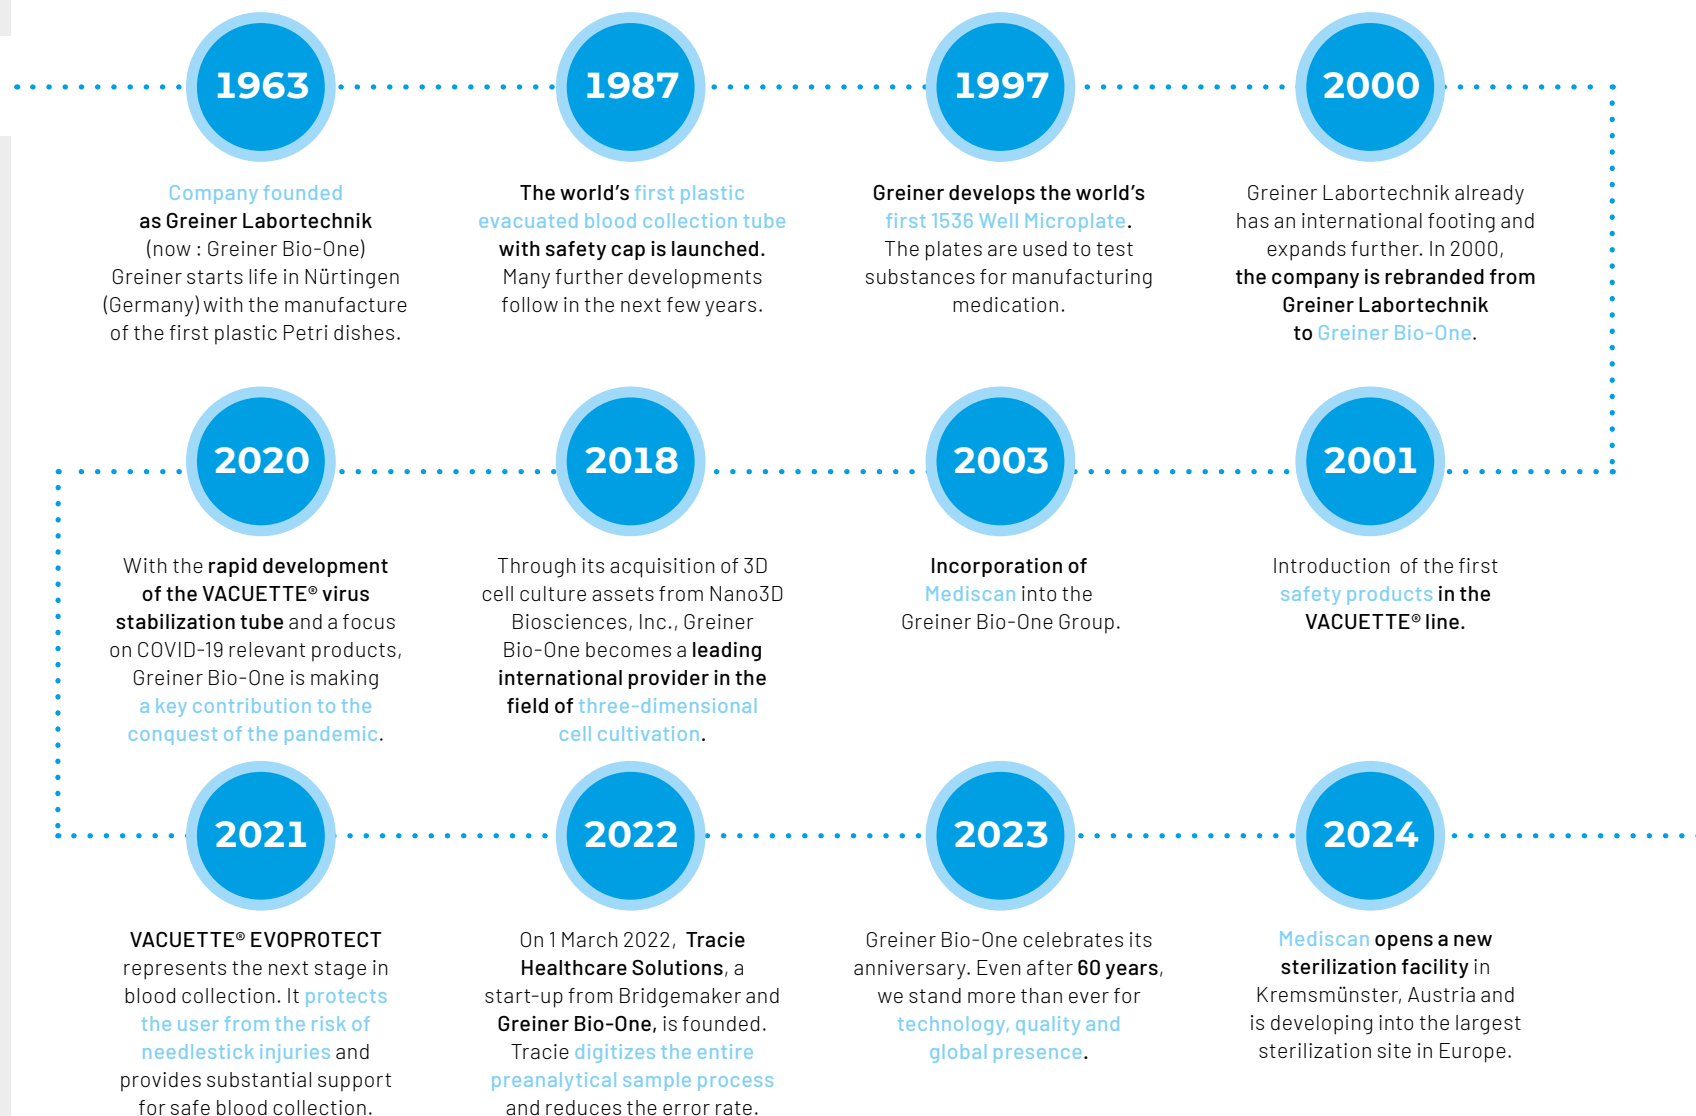 1963
Company founded
as Greiner Labortechnik
(now : Greiner Bio-One)
Greiner starts life in Nürtingen
(Germany) with the manufacture
of the first plastic Petri dishes.
1987
The world's first plastic
evacuated blood collection tube
with safety cap is launched.
Many further developments
follow in the next few years.
1997
Greiner develops the world's
first 1536 Well Microplate.
The plates are used to test
substances for manufacturing
medication.
2000
Greiner Labortechnik already
has an international footing and
expands further. In 2000,
the company is rebranded from
Greiner Labortechnik
to Greiner Bio-One.
2001
Introduction of the first
safety products in the
VACUETTE® line.
2003
Incorporation of
Mediscan into the
Greiner Bio-One Group.
2018
Through its acquisition of 3D
cell culture assets from Nano3D
Biosciences, Inc., Greiner
Bio-One becomes a leading
international provider in the
field of three-dimensional
cell cultivation.
2020
With the rapid development
of the VACUETTE® virus
stabilization tube and a focus
on COVID-19 relevant products,
Greiner Bio-One is making
a key contribution to the
conquest of the pandemic.
2021
VACUETTE® EVOPROTECT
represents the next stage in
blood collection. It protects
the user from the risk of
needlestick injuries and
provides substantial support
for safe blood collection.
2022
On 1 March 2022, Tracie
Healthcare Solutions, a
start-up from Bridgemaker and
Greiner Bio-One, is founded.
Tracie digitizes the entire
preanalytical sample process
and reduces the error rate.
2023
Greiner Bio-One celebrates its
anniversary. Even after 60 years,
we stand more than ever for
technology, quality and
global presence.
2024
Mediscan opens a new
sterilization facility in
Kremsmünster, Austria and
is developing into the largest
sterilization site in Europe.